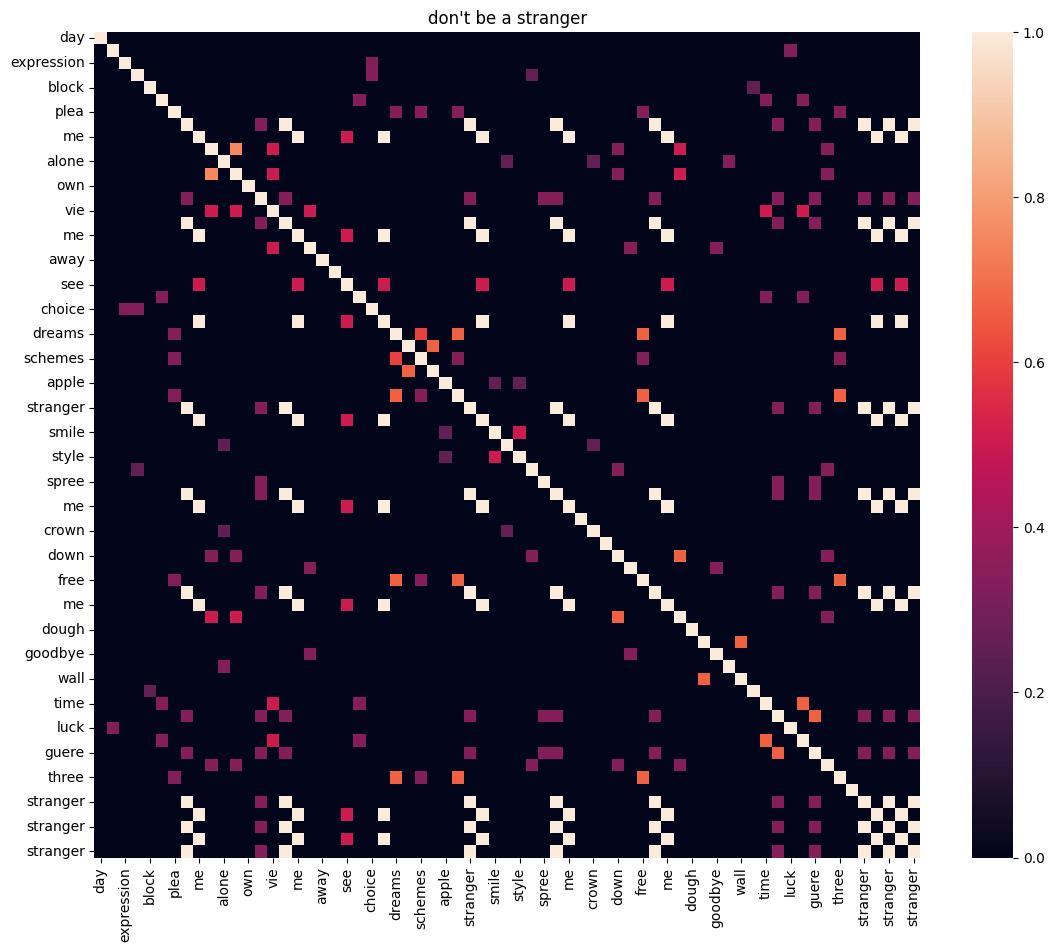 don't be a stranger
day
expression
block
plea
me
alone
own
vie
me
away
see
choice
dreams
schemes
apple
stranger
smile
style
spree
me
crown
down
free
me
dough
goodbye
wall
time
luck
guere
three
stranger
stranger
stranger
day
expression
block
plea
me
alone
own
vie
me
away
see
choice
dreams
schemes
apple
stranger
smile
style
spree
me
crown
down
free
me
dough
goodbye
wall
time
luck
guere
three
stranger
stranger
stranger
1.0
0.8
0.6
0.4
0.2
0.0